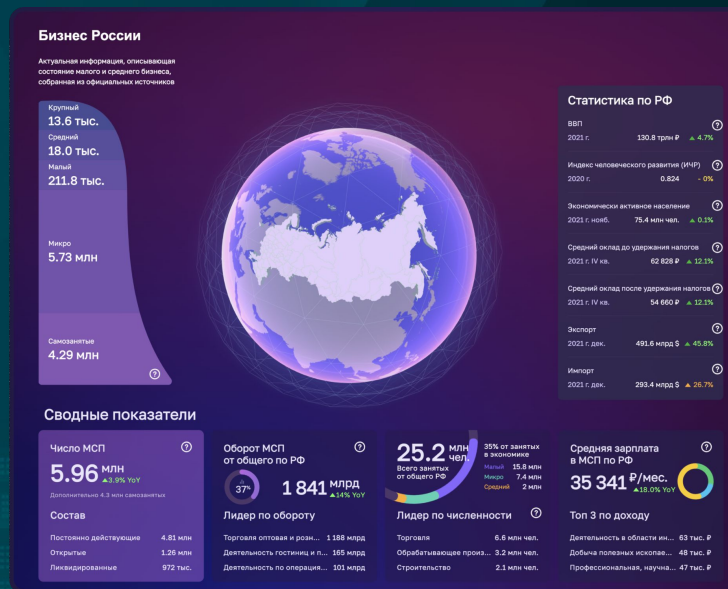 Бизнес России
Актуальная информация, описывающая
состояние малого и среднего бизнеса,
собранная из официальных источников
Крупный
13.6 тыс.
Средний
18.0 тыс.
Малый
211.8 тыс.
Микро
5.73 млн
Самозанятые
4.29 млн
?
Статистика по РФ
ВВП ?
2021 г. 130.8 трлн ₽ ▲ 4.7%
Индекс человеческого развития (ИЧР) ?
2020 г. 0.824 - 0%
Экономически активное население ?
2021 г. нояб. 75.4 млн чел. ▲ 0.1%
Средний оклад до удержания налогов ?
2021 г. IV кв. 62 828 ₽ ▲ 12.1%
Средний оклад после удержания налогов ?
2021 г. IV кв. 54 660 ₽ ▲ 12.1%
Экспорт ?
2021 г. дек. 491.6 млрд $ ▲ 45.8%
Импорт ?
2021 г. дек. 293.4 млрд $ ▲ 26.7%
Сводные показатели
Число МСП ?
5.96 млн ▲3.9% YoY
Дополнительно 4.3 млн самозанятых
Состав
Постоянно действующие 4.81 млн
Открытые 1.26 млн
Ликвидированные 972 тыс.
Оборот МСП ?
от общего по РФ
37%
1 841 млрд ▲14% YoY
Лидер по обороту
Торговля оптовая и розн... 1 188 млрд
Деятельность гостиниц и п... 165 млрд
Деятельность по операция... 101 млрд
25.2 млн чел.
Всего занятых
от общего РФ
35% от занятых
в экономике
Малый 15.8 млн
Микро 7.4 млн
Средний 2 млн
Лидер по численности ?
Торговля 6.6 млн чел.
Обрабатывающее произ... 3.2 млн чел.
Строительство 2.1 млн чел.
Средняя зарплата ?
в МСП по РФ
35 341 ₽/мес. ▲18.0% YoY
Топ 3 по доходу
Деятельность в области ин... 63 тыс. ₽
Добыча полезных ископае... 48 тыс. ₽
Профессиональная, научна... 47 тыс. ₽